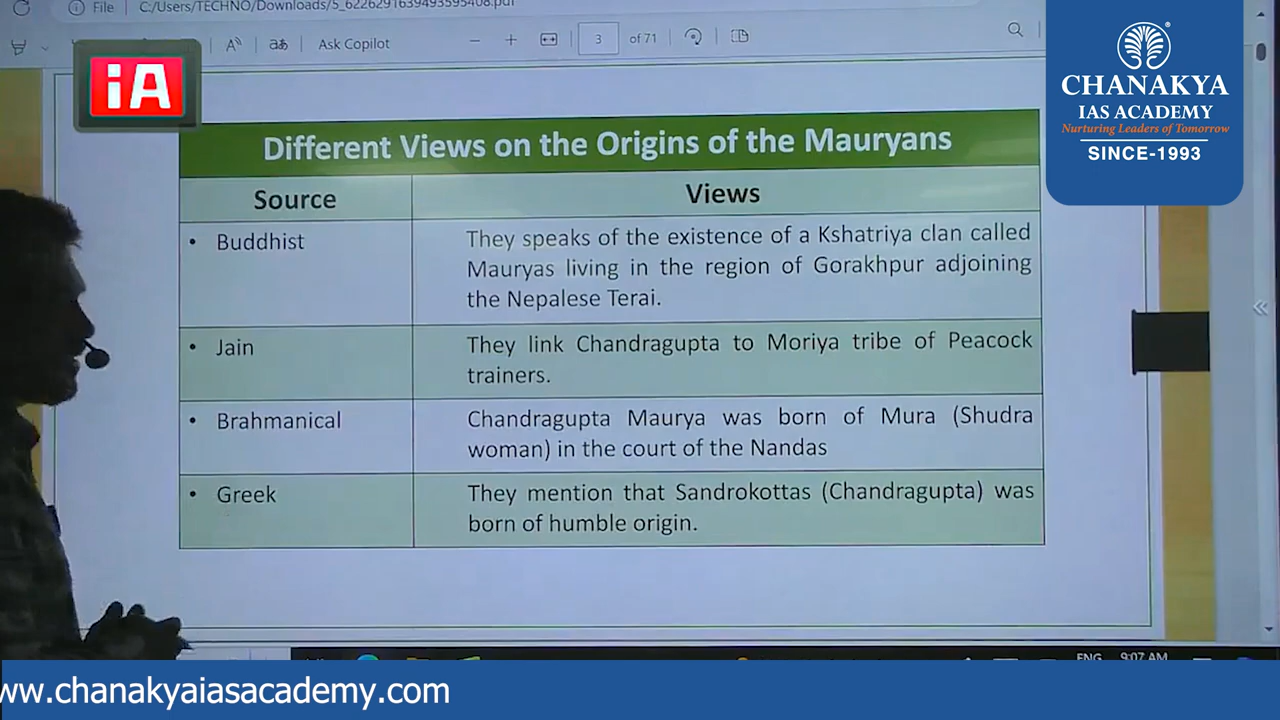 File
C:/Users/TECHNO/Downloads/5_6226291639493595408.pdf
Ask Copilot
3 of 71
iA
CHANAKYA
IAS ACADEMY
Nurturing Leaders of Tomorrow
SINCE-1993
Different Views on the Origins of the Mauryans
Source Views
• Buddhist
They speaks of the existence of a Kshatriya clan called
Mauryas living in the region of Gorakhpur adjoining
the Nepalese Terai.
• Jain
They link Chandragupta to Moriya tribe of Peacock
trainers.
• Brahmanical
Chandragupta Maurya was born of Mura (Shudra
woman) in the court of the Nandas
• Greek
They mention that Sandrokottas (Chandragupta) was
born of humble origin.
ENG 9:07 AM
www.chanakyaiasacademy.com